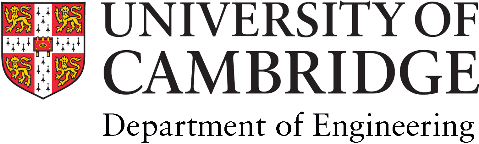 UNIVERSITY OF
CAMBRIDGE
Department of Engineering